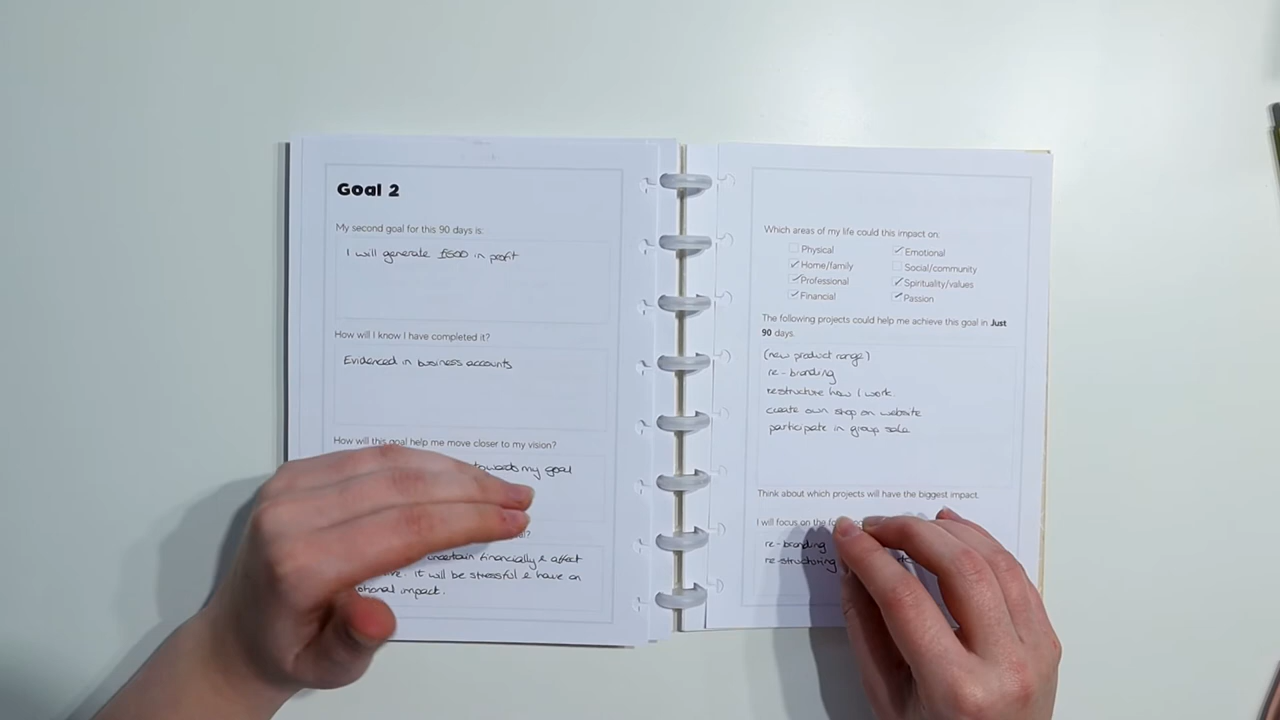 Goal 2
My second goal for this 90 days is:
I will generate £500 in profit
How will I know I have completed it?
Evidenced in business accounts
How will this goal help me move closer to my vision?
towards my goal
uncertain financially & affect
it will be stressful & have an
impact.
Which areas of my life could this impact on:
Physical
Emotional
Home/family
Social/community
Professional
Spirituality/values
Financial
Passion
The following projects could help me achieve this goal in Just
90 days.
(new product range)
re-branding
restructure how I work.
create own shop on website
participate in group sale
Think about which projects will have the biggest impact.
I will focus on the
re-branding
re-structuring